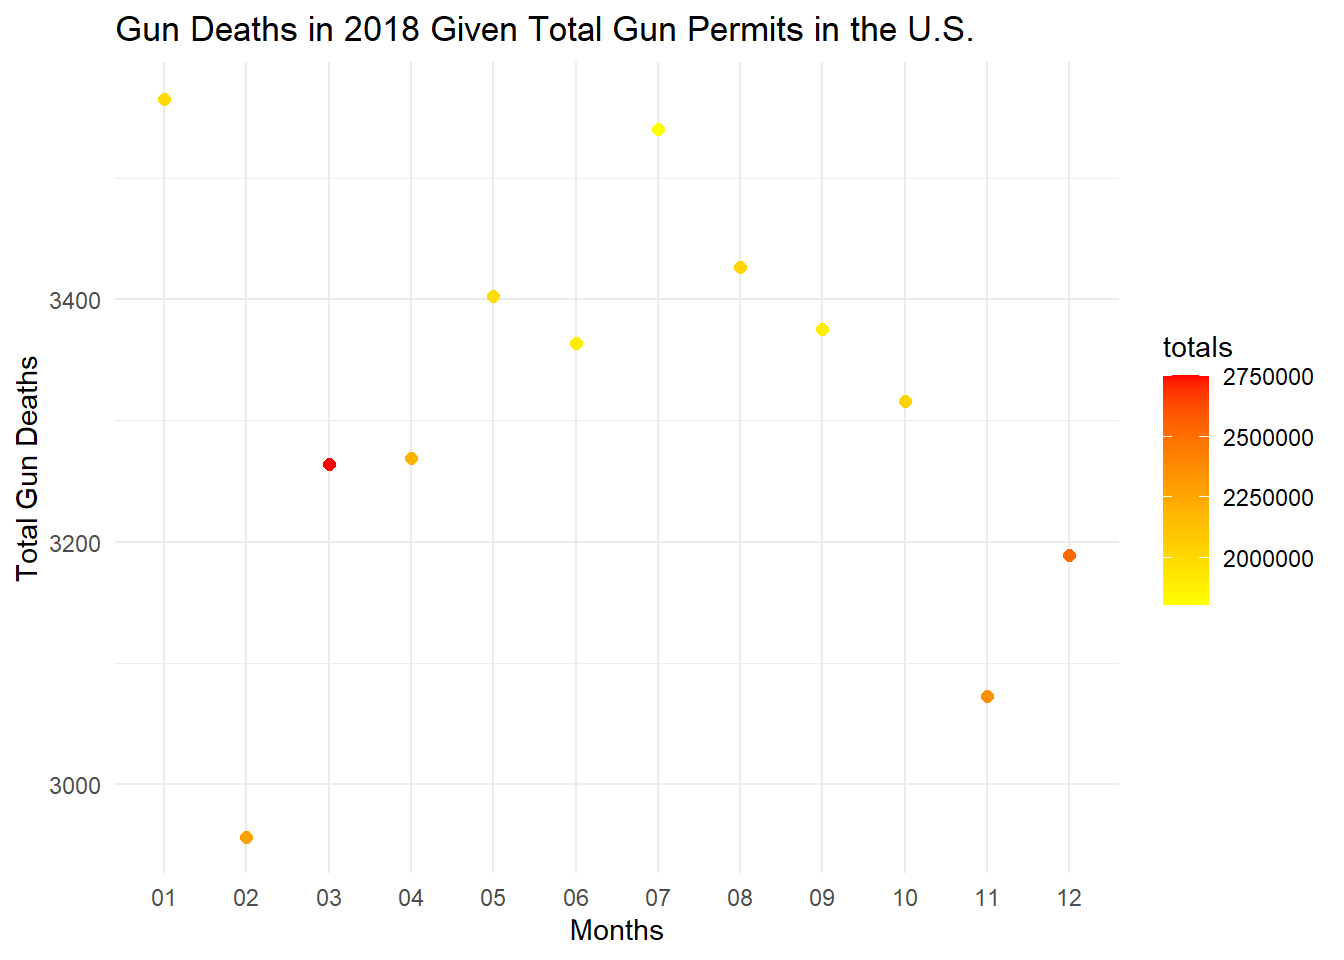 Gun Deaths in 2018 Given Total Gun Permits in the U.S.
Total Gun Deaths
3400
3200
3000
01 02 03 04 05 06 07 08 09 10 11 12
Months
totals
2750000
2500000
2250000
2000000